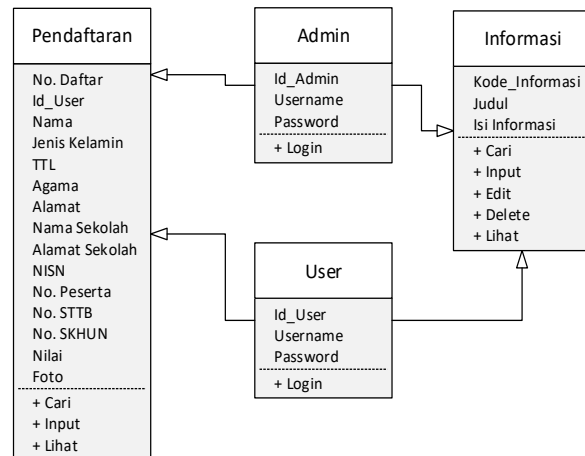 Pendaftaran
No. Daftar
Id_User
Nama
Jenis Kelamin
TTL
Agama
Alamat
Nama Sekolah
Alamat Sekolah
NISN
No. Peserta
No. STTB
No. SKHUN
Nilai
Foto
+ Cari
+ Input
+ Lihat
Admin
Id_Admin
Username
Password
+ Login
User
Id_User
Username
Password
+ Login
Informasi
Kode_Informasi
Judul
Isi Informasi
+ Cari
+ Input
+ Edit
+ Delete
+ Lihat